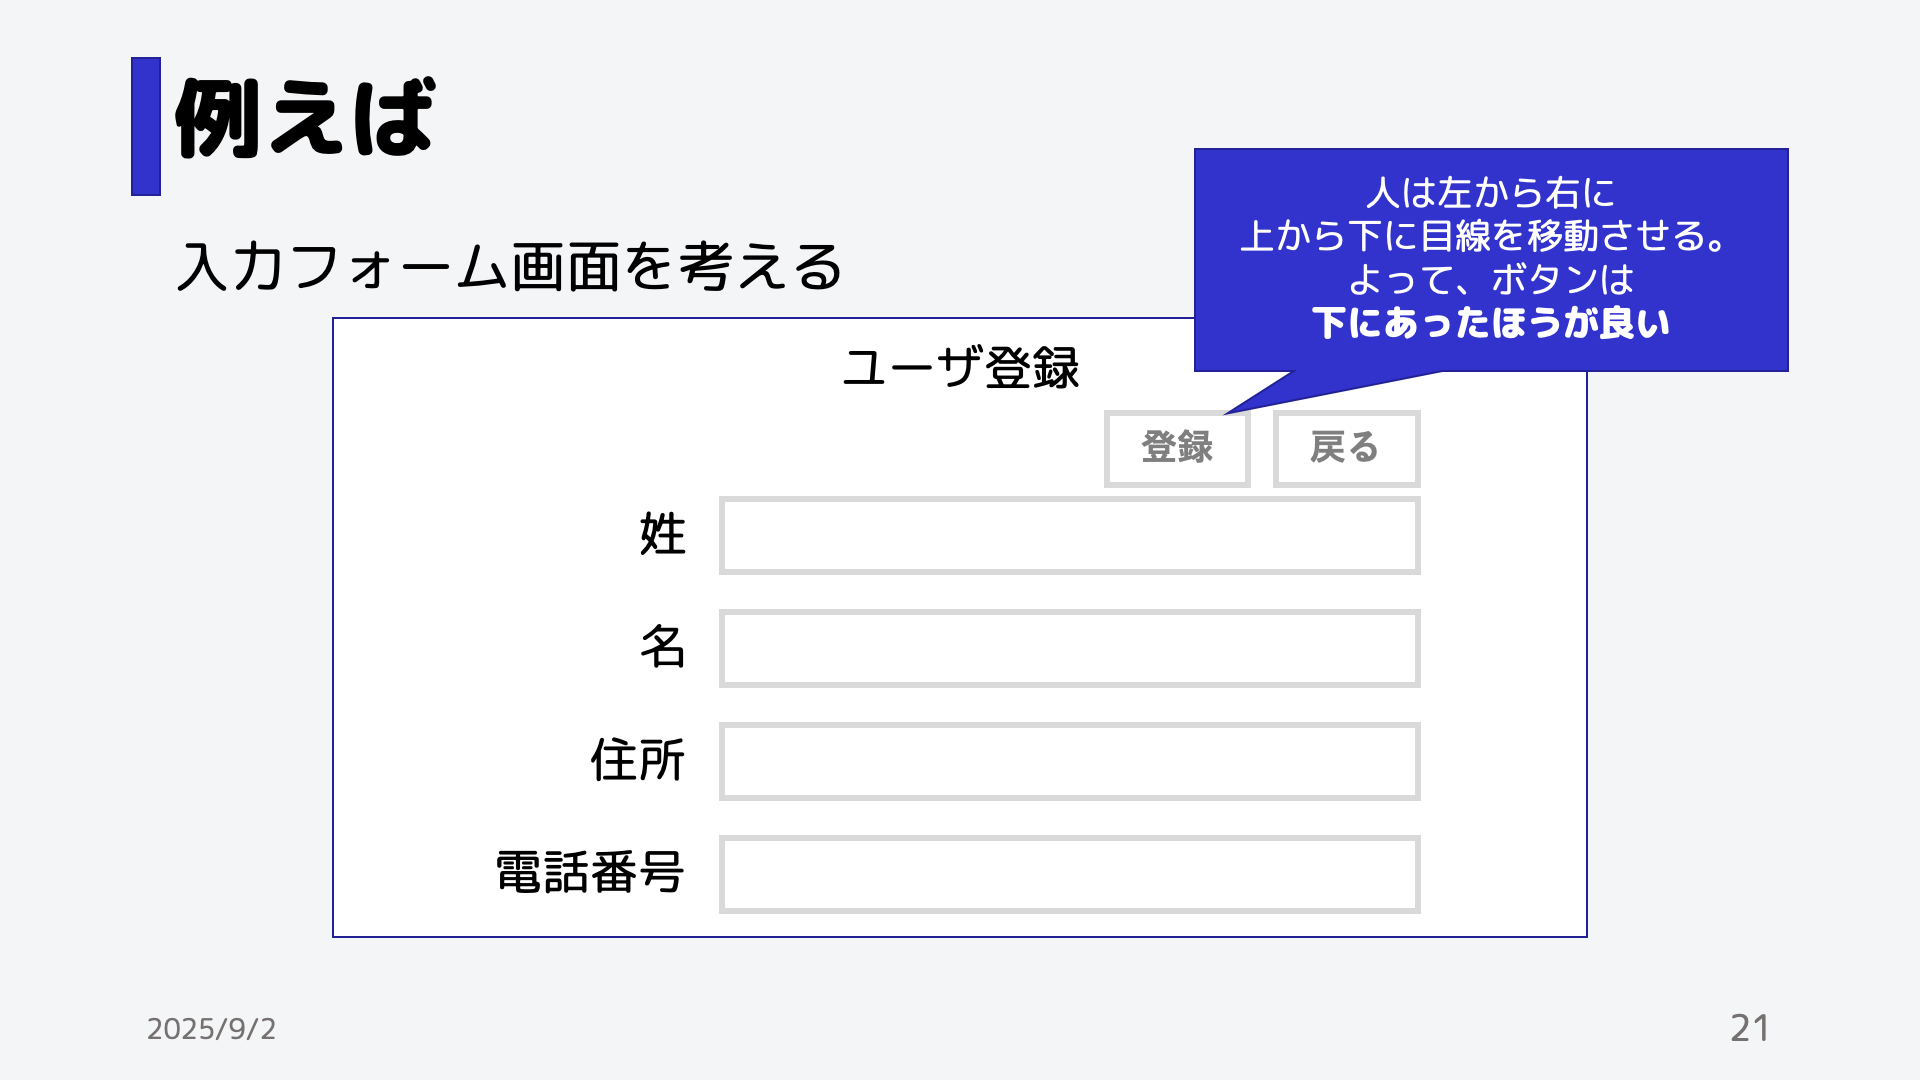 例えば
入力フォーム画面を考える
人は左から右に
上から下に目線を移動させる。
よって、ボタンは
下にあったほうが良い
ユーザ登録
登録 戻る
姓
名
住所
電話番号
2025/9/2
21